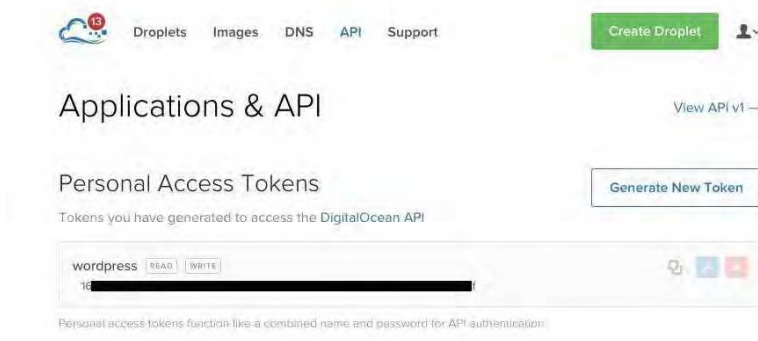 13
Droplets Images DNS API Support Create Droplet
Applications & API View API v1
Personal Access Tokens Generate New Token
Tokens you have generated to access the DigitalOcean API
wordpress READ WRITE
16 f
Personal access tokens function like a combined name and password for API authentication.